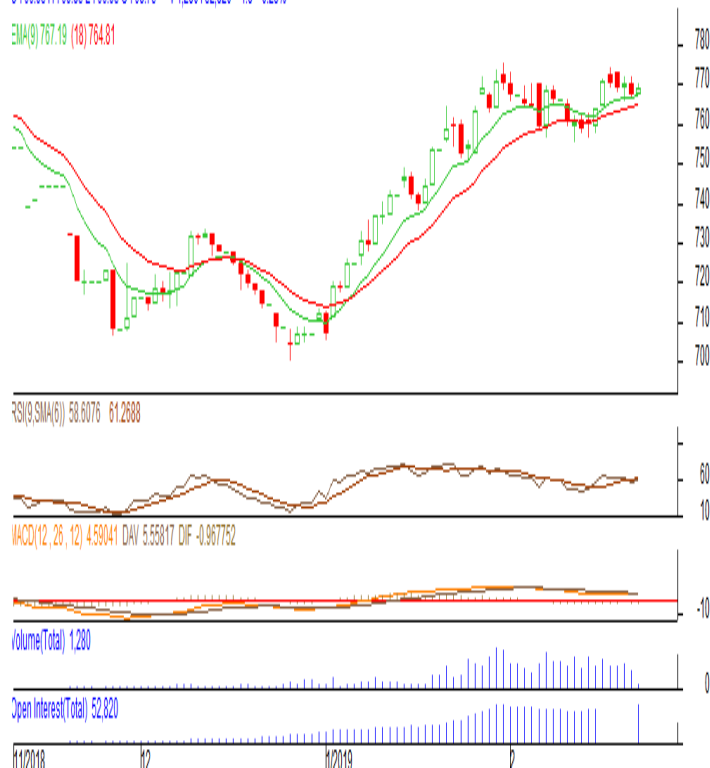 EMA(9) 767.19 (18) 764.81
780
770
760
750
740
730
720
710
700
RSI(9,SMA(6)) 58.6076 61.2688
60
10
MACD(12 , 26 , 12) 4.59041 DAV 5.55817 DIF -0.967752
-10
Volume(Total) 1,280
0
Open Interest(Total) 52,820
11/2018 12 1/2019 2